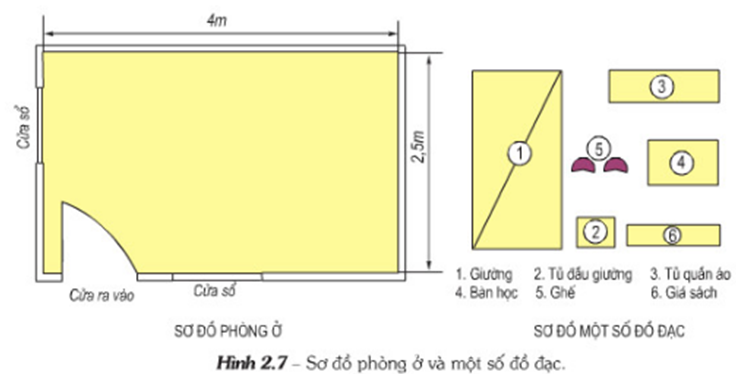 4m
Cửa sổ
2,5m
Cửa ra vào
Cửa sổ
SƠ ĐỒ PHÒNG Ở
1
2
3
4
5
6
1. Giường 2. Tủ đầu giường 3. Tủ quần áo
4. Bàn học 5. Ghế 6. Giá sách
SƠ ĐỒ MỘT SỐ ĐỒ ĐẠC
Hình 2.7 – Sơ đồ phòng ở và một số đồ đạc.